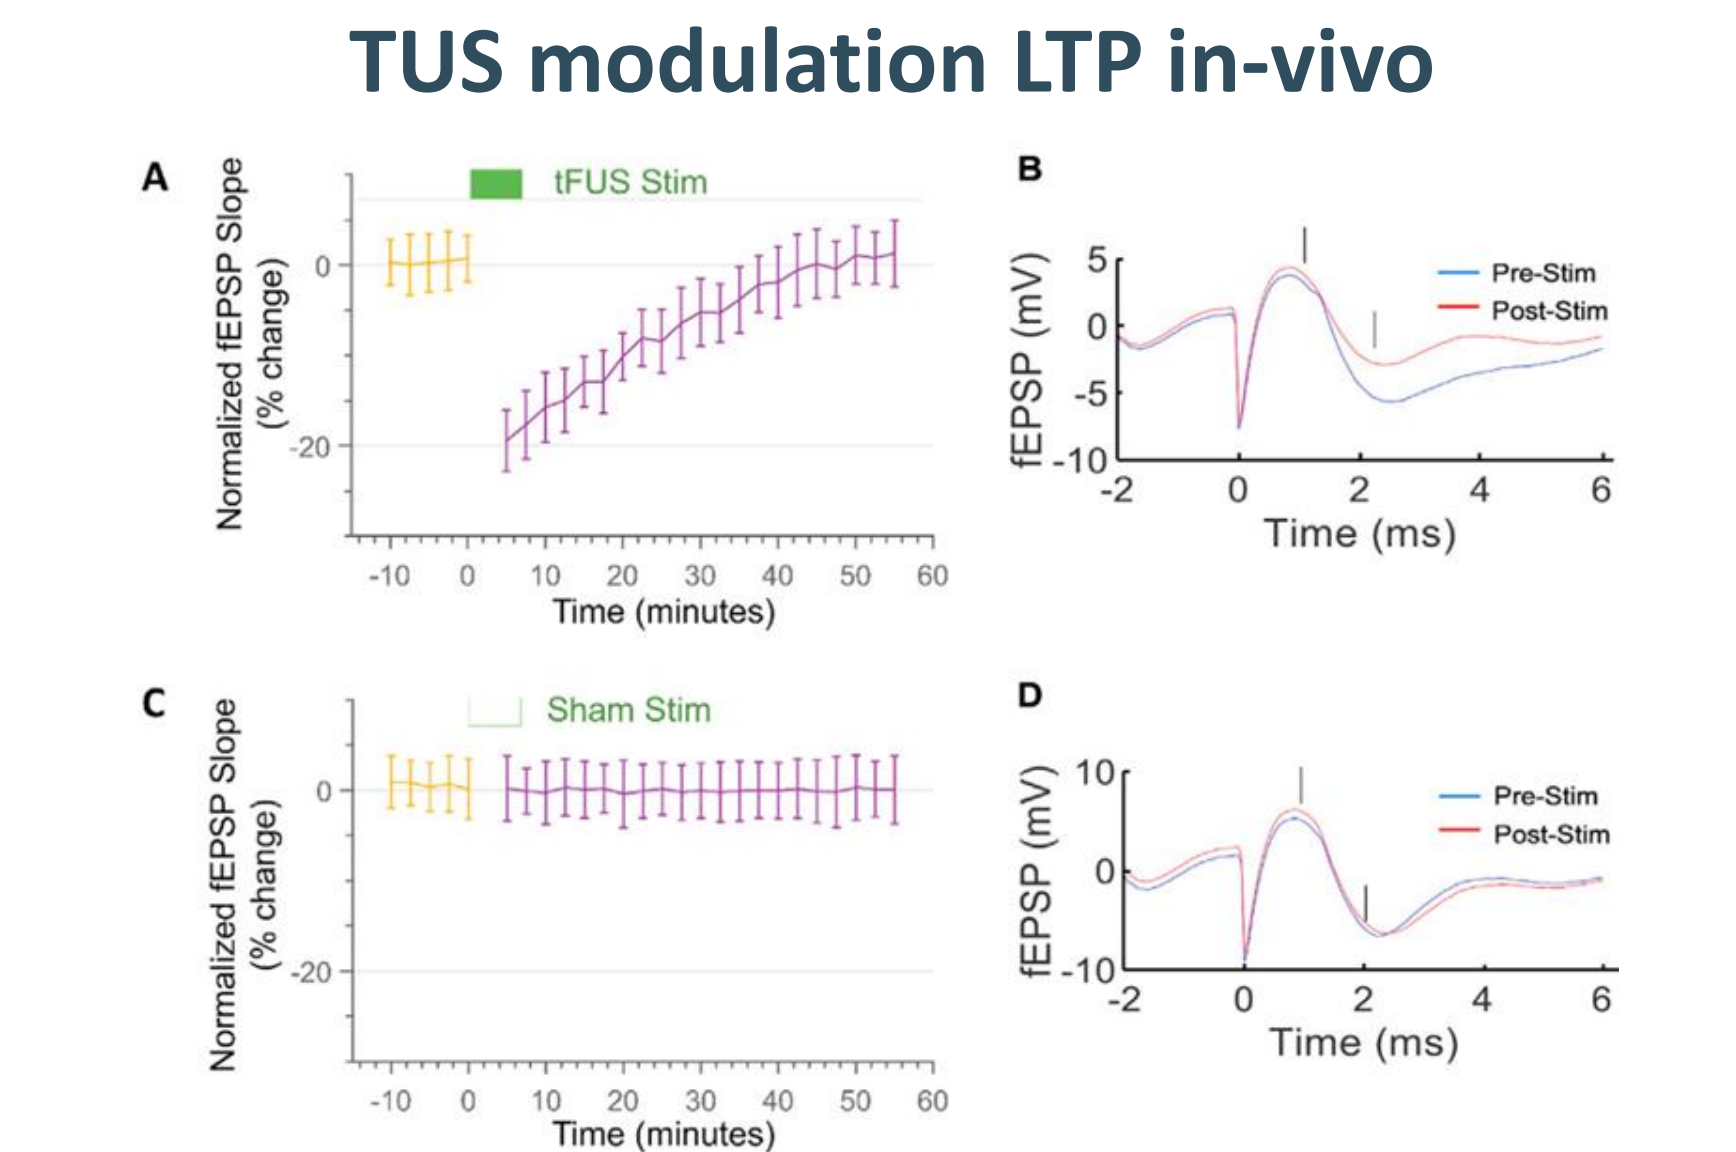 TUS modulation LTP in-vivo
A
Normalized fEPSP Slope
(% change)
tFUS Stim
0
-20
-10 0 10 20 30 40 50 60
Time (minutes)
B
fEPSP (mV)
5
0
-5
-10
Pre-Stim
Post-Stim
-2 0 2 4 6
Time (ms)
C
Normalized fEPSP Slope
(% change)
Sham Stim
0
-20
-10 0 10 20 30 40 50 60
Time (minutes)
D
fEPSP (mV)
10
0
-10
Pre-Stim
Post-Stim
-2 0 2 4 6
Time (ms)